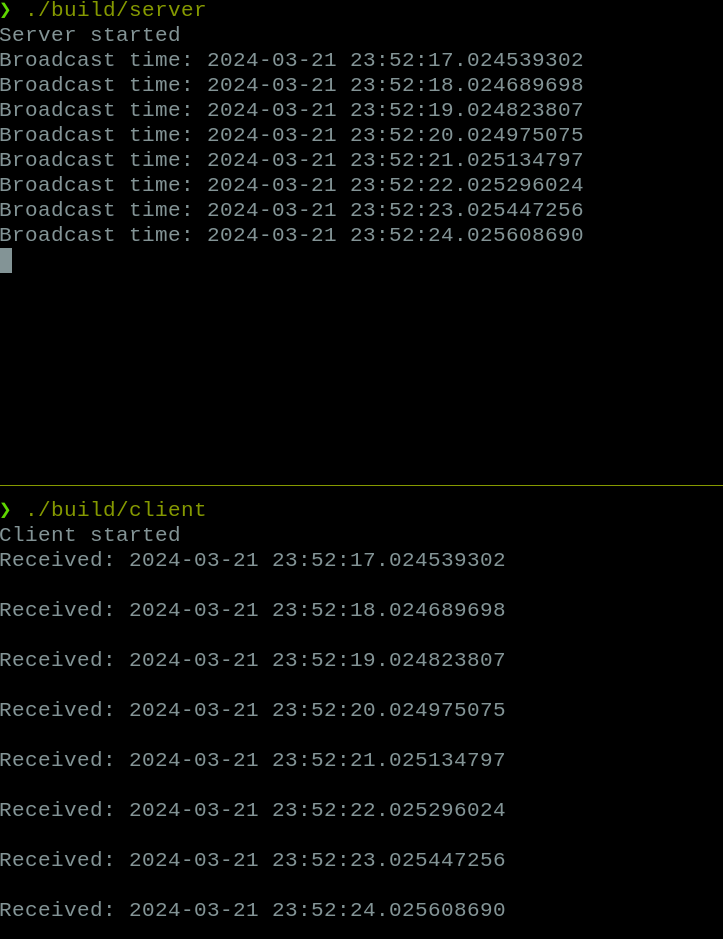 ❯ ./build/server
Server started
Broadcast time: 2024-03-21 23:52:17.024539302
Broadcast time: 2024-03-21 23:52:18.024689698
Broadcast time: 2024-03-21 23:52:19.024823807
Broadcast time: 2024-03-21 23:52:20.024975075
Broadcast time: 2024-03-21 23:52:21.025134797
Broadcast time: 2024-03-21 23:52:22.025296024
Broadcast time: 2024-03-21 23:52:23.025447256
Broadcast time: 2024-03-21 23:52:24.025608690
❯ ./build/client
Client started
Received: 2024-03-21 23:52:17.024539302
Received: 2024-03-21 23:52:18.024689698
Received: 2024-03-21 23:52:19.024823807
Received: 2024-03-21 23:52:20.024975075
Received: 2024-03-21 23:52:21.025134797
Received: 2024-03-21 23:52:22.025296024
Received: 2024-03-21 23:52:23.025447256
Received: 2024-03-21 23:52:24.025608690